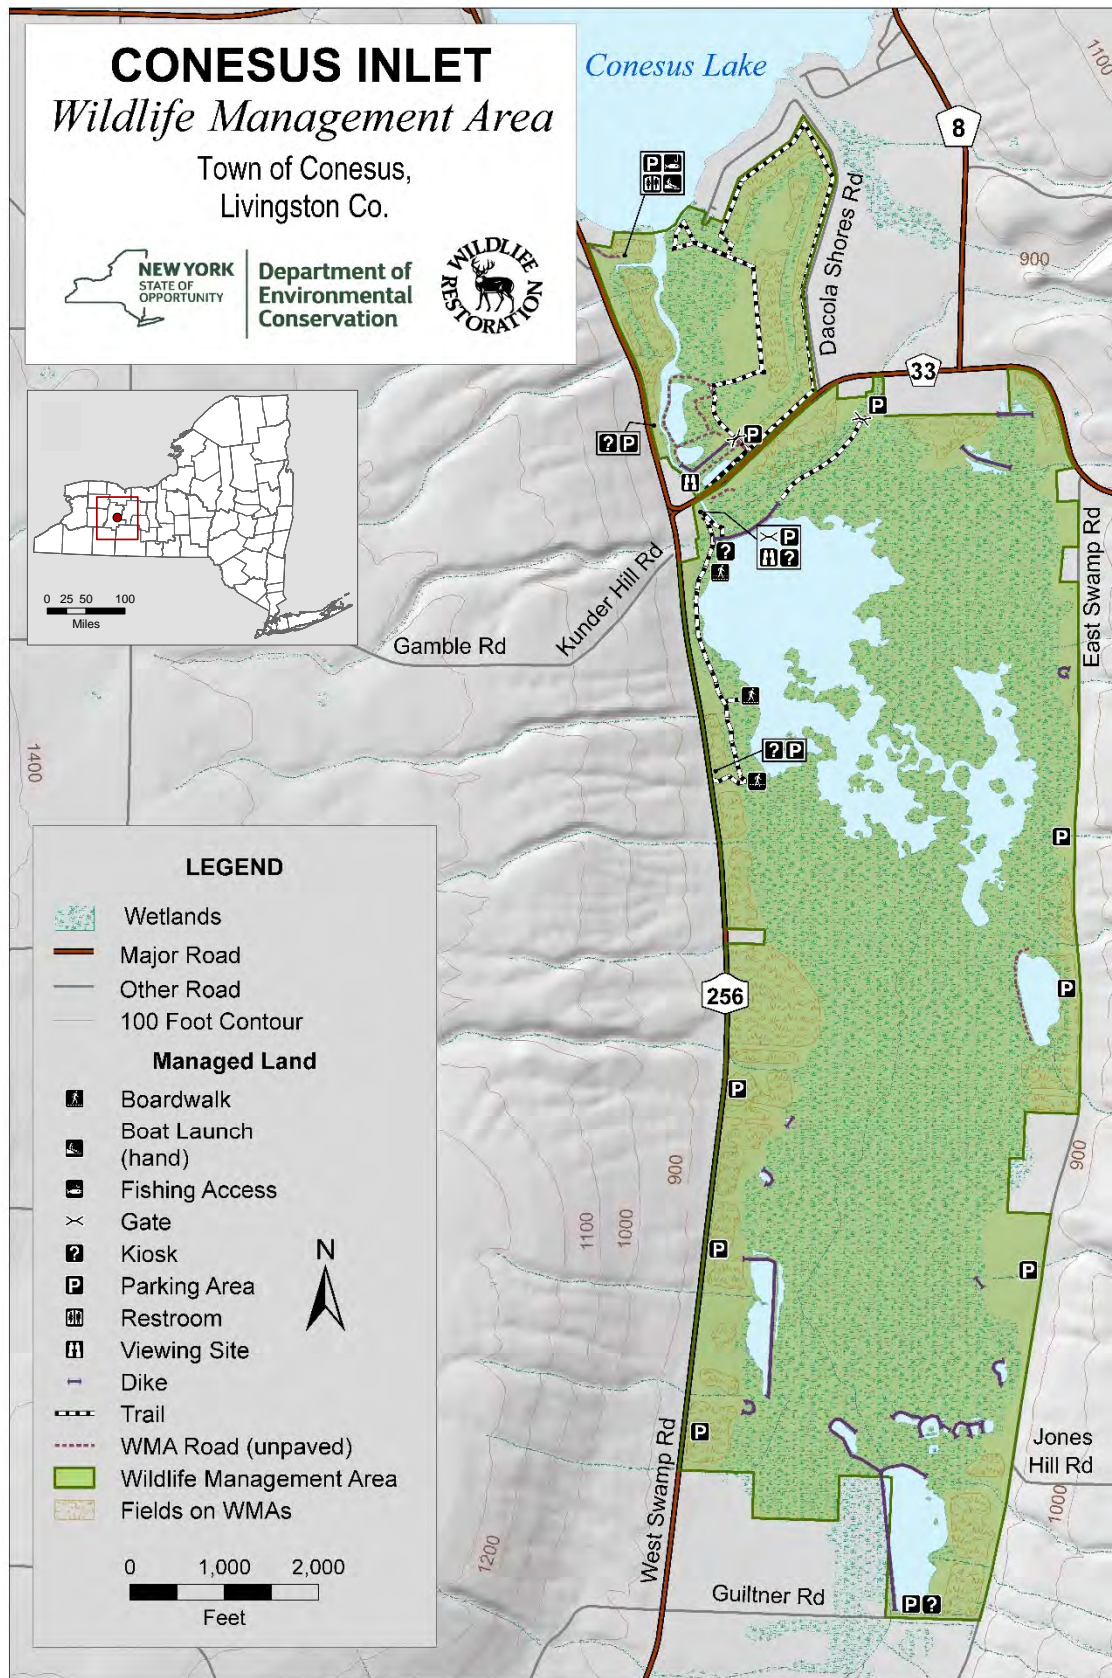 CONESUS INLET
Wildlife Management Area
Town of Conesus,
Livingston Co.
NEW YORK
STATE OF
OPPORTUNITY
Department of
Environmental
Conservation
WILDLIFE
RESTORATION
Conesus Lake
1100
8
P
Dacola Shores Rd
900
33
P
P
? P
P
?
?
Kunder Hill Rd
East Swamp Rd
0 25 50 100
Miles
Gamble Rd
1400
? P
P
LEGEND
Wetlands
Major Road
Other Road
100 Foot Contour
Managed Land
Boardwalk
Boat Launch
(hand)
Fishing Access
Gate
? Kiosk
P Parking Area
Restroom
Viewing Site
Dike
Trail
WMA Road (unpaved)
Wildlife Management Area
Fields on WMAs
N
0 1,000 2,000
Feet
256
P
P
900
900
1100
1000
P
P
P
West Swamp Rd
Jones
Hill Rd
1000
1200
Guiltner Rd
P ?